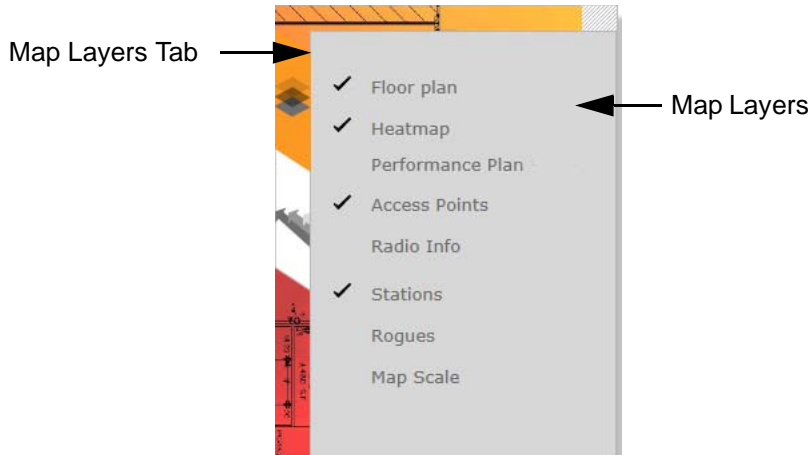 Map Layers Tab
Floor plan
Map Layers
Heatmap
Performance Plan
Access Points
Radio Info
Stations
Rogues
Map Scale